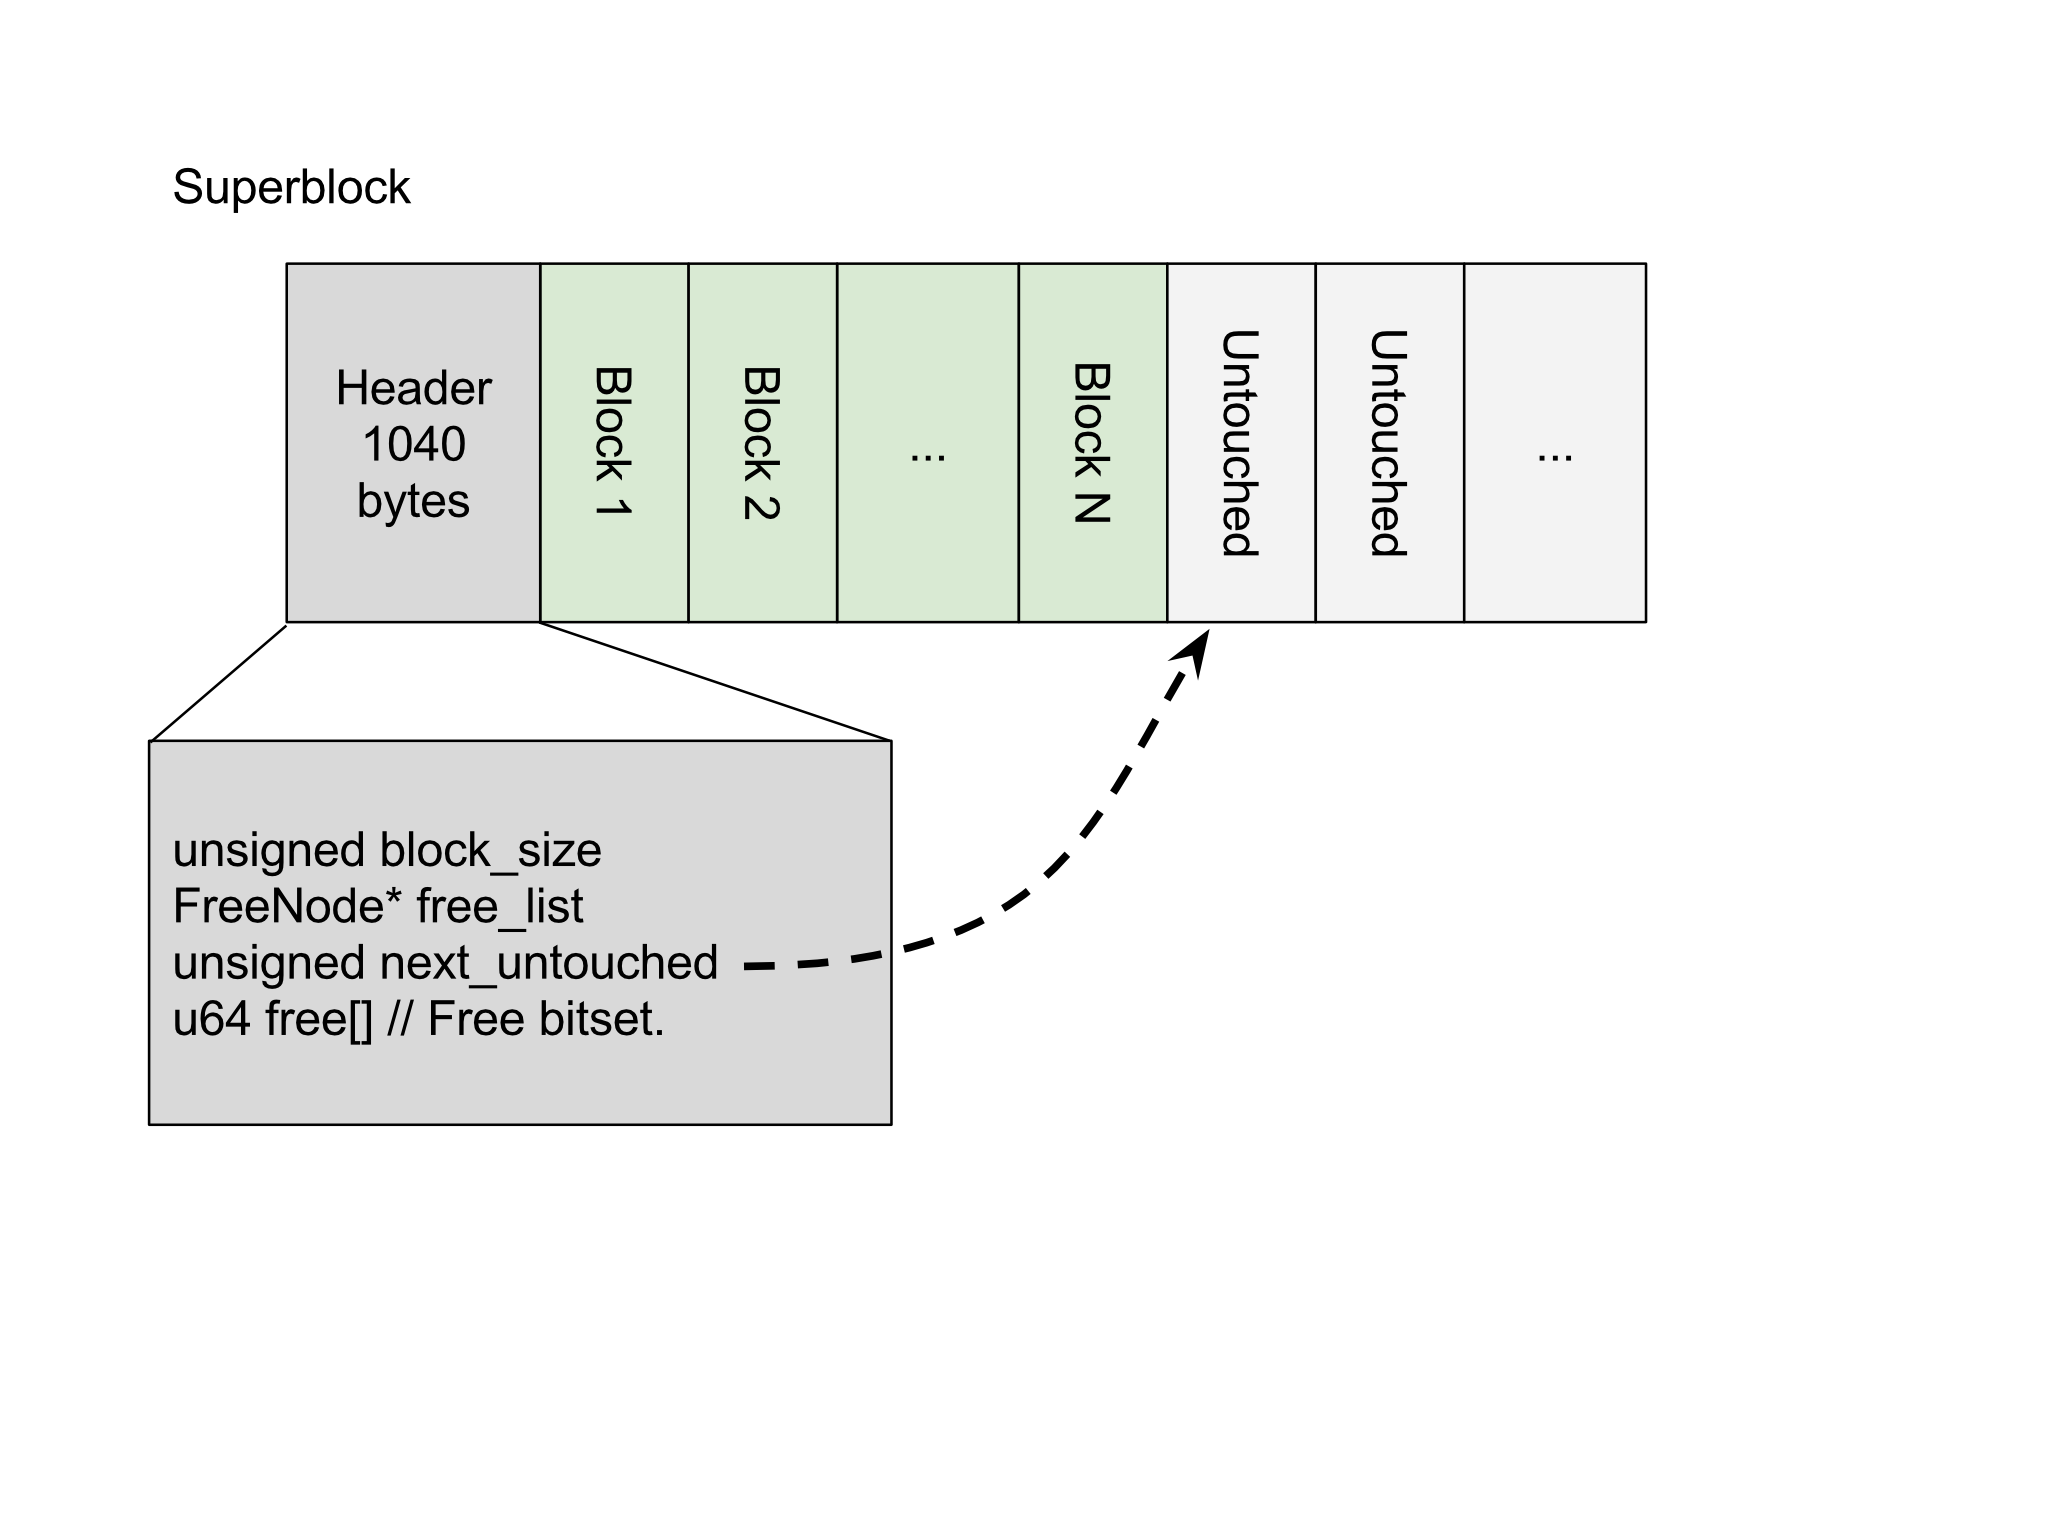 Superblock
Header
1040
bytes
Block 1
Block 2
...
Block N
Untouched
Untouched
...
unsigned block_size
FreeNode* free_list
unsigned next_untouched
u64 free[] // Free bitset.